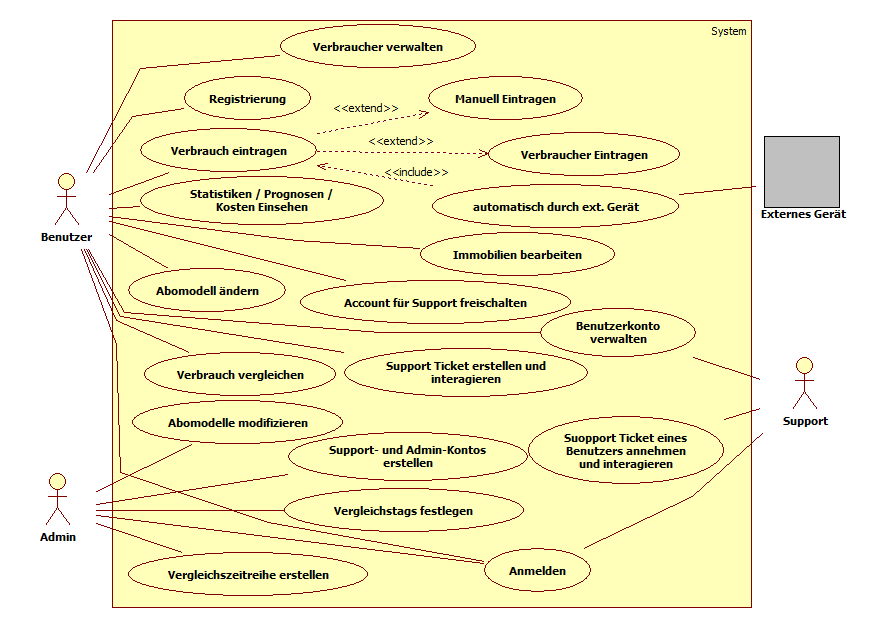 System
Verbraucher verwalten
Registrierung
<<extend>>
Manuell Eintragen
Verbrauch eintragen
<<extend>>
Verbraucher Eintragen
<<include>>
Statistiken / Prognosen /
Kosten Einsehen
automatisch durch ext. Gerät
Externes Gerät
Benutzer
Immobilien bearbeiten
Abomodell ändern
Account für Support freischalten
Benutzerkonto
verwalten
Verbrauch vergleichen
Support Ticket erstellen und
interagieren
Support
Abomodelle modifizieren
Support- und Admin-Kontos
erstellen
Suopport Ticket eines
Benutzers annehmen
und interagieren
Vergleichstags festlegen
Admin
Vergleichszeitreihe erstellen
Anmelden